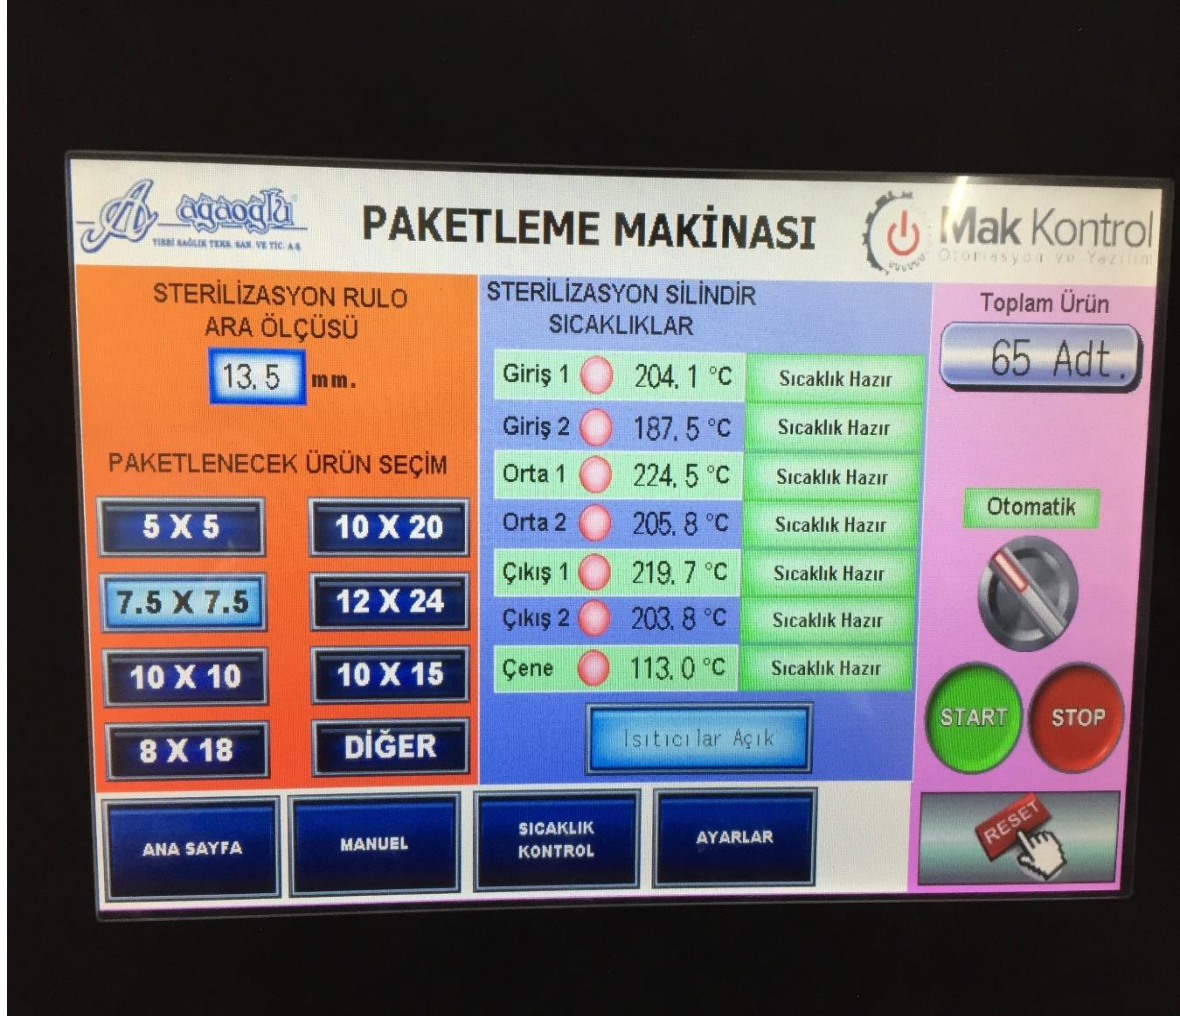 ağaoğlu
TIBBİ SAĞLIK TEKS. SAN. VE TİC. A.Ş.
PAKETLEME MAKİNASI
Mak Kontrol
Otomasyon ve Yazılım
STERİLİZASYON RULO
ARA ÖLÇÜSÜ
13.5 mm.
PAKETLENECEK ÜRÜN SEÇİM
5 X 5
10 X 20
7.5 X 7.5
12 X 24
10 X 10
10 X 15
8 X 18
DİĞER
STERİLİZASYON SİLİNDİR
SICAKLIKLAR
Giriş 1 204.1 °C Sıcaklık Hazır
Giriş 2 187.5 °C Sıcaklık Hazır
Orta 1 224.5 °C Sıcaklık Hazır
Orta 2 205.8 °C Sıcaklık Hazır
Çıkış 1 219.7 °C Sıcaklık Hazır
Çıkış 2 203.8 °C Sıcaklık Hazır
Çene 113.0 °C Sıcaklık Hazır
Isıtıcılar Açık
Toplam Ürün
65 Adt.
Otomatik
START
STOP
RESET
ANA SAYFA
MANUEL
SICAKLIK
KONTROL
AYARLAR